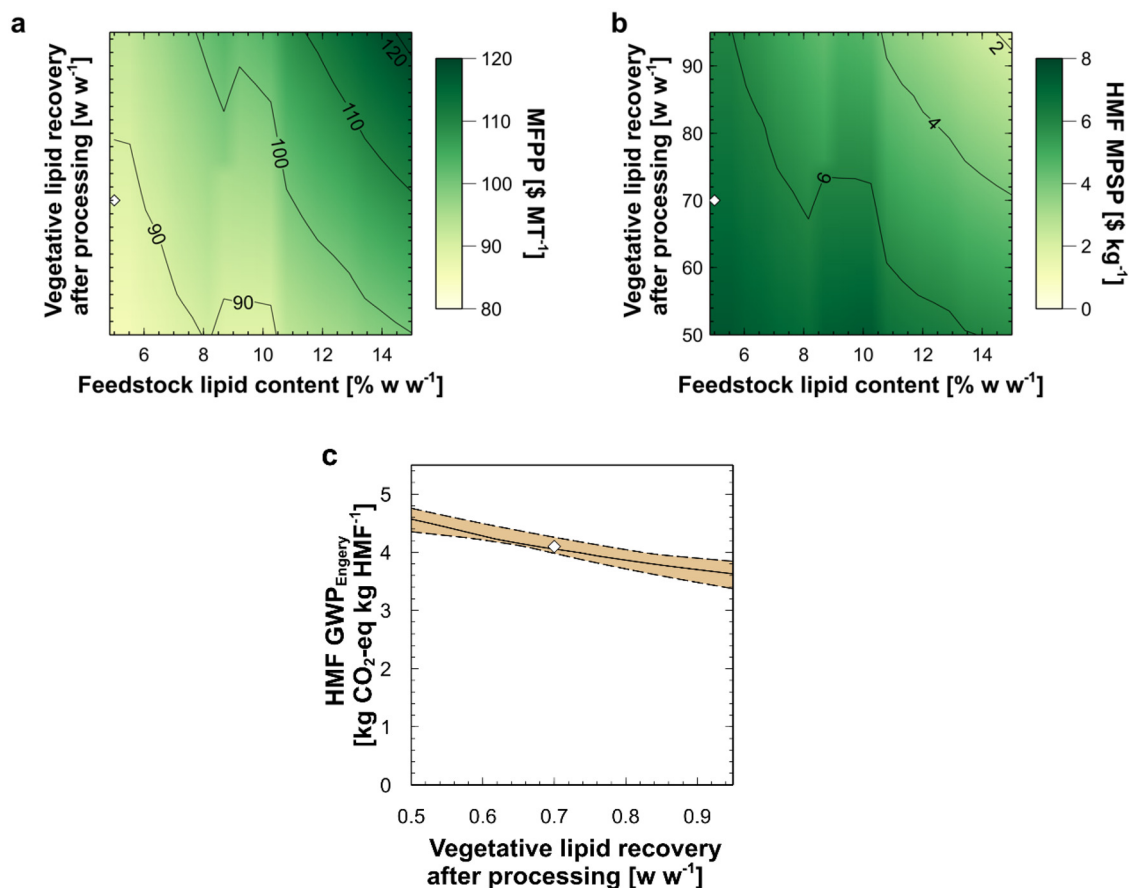 a
Vegetative lipid recovery
after processing [w w-1]
90
90
100
110
120
6
8
10
12
14
Feedstock lipid content [% w w-1]
120
110
100
90
80
MFPP [$ MT-1]
b
Vegetative lipid recovery
after processing [w w-1]
90
80
70
60
50
6
4
2
6
8
10
12
14
Feedstock lipid content [% w w-1]
8
6
4
2
0
HMF MPSP [$ kg-1]
c
HMF GWPEngery
[kg CO2-eq kg HMF-1]
5
4
3
2
1
0
0.5
0.6
0.7
0.8
0.9
Vegetative lipid recovery
after processing [w w-1]